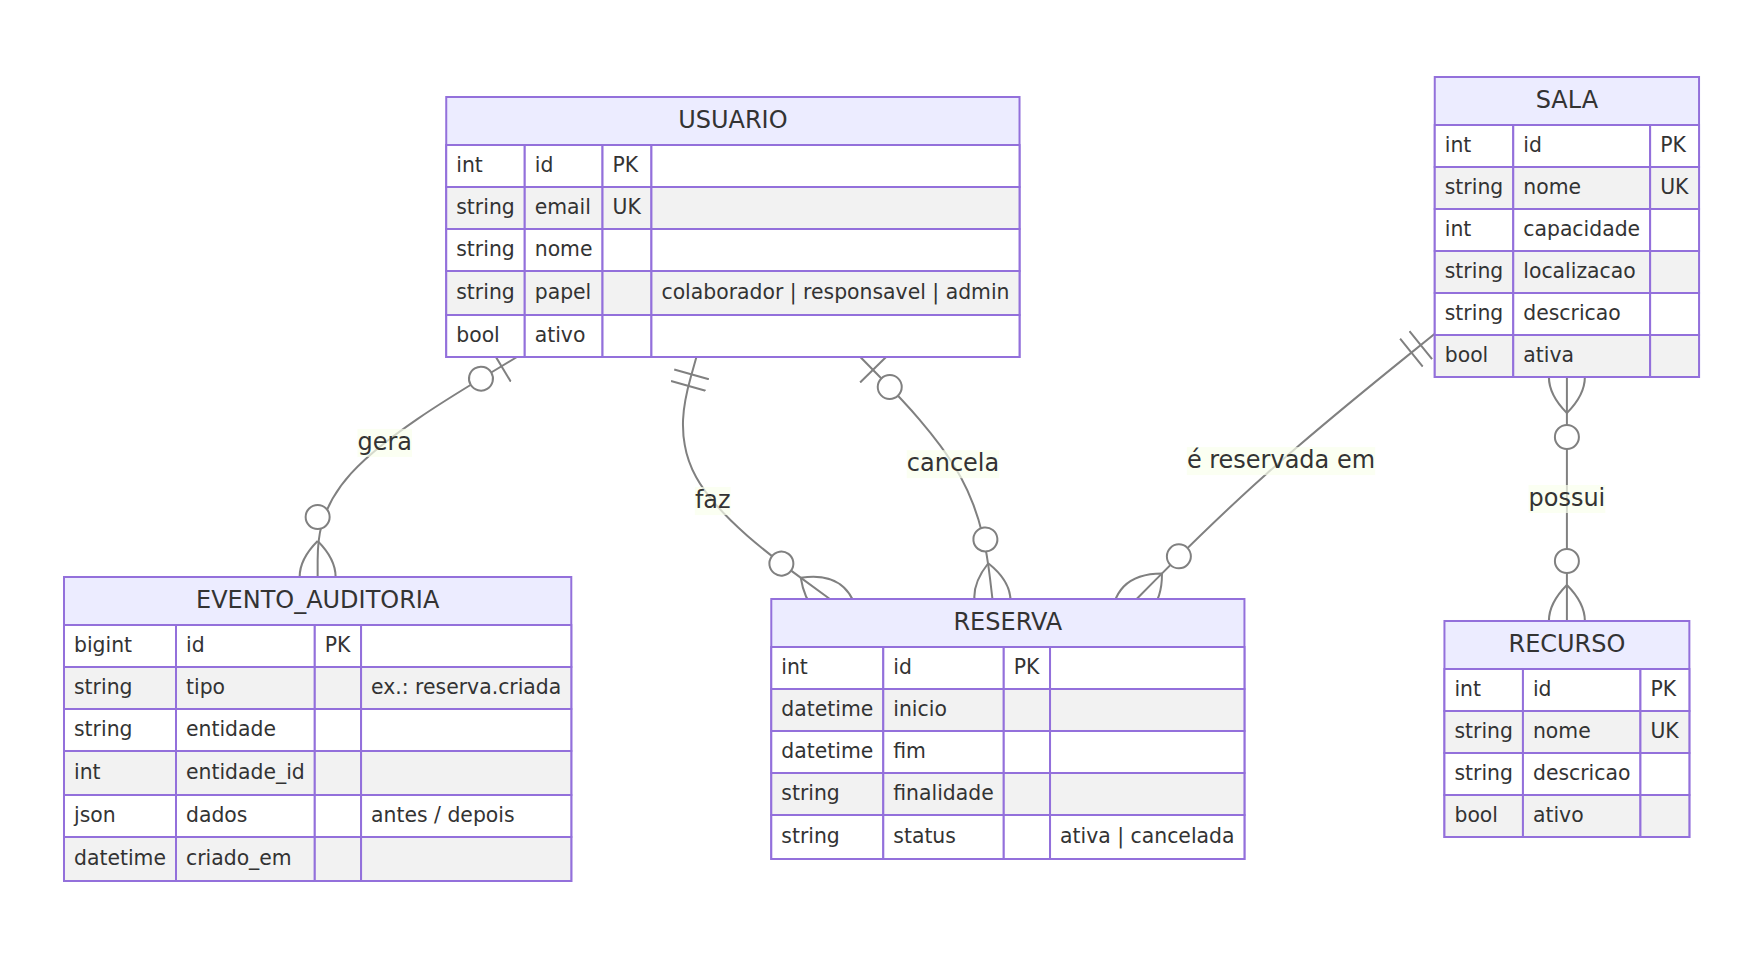 USUARIO
int id PK
string email UK
string nome
string papel colaborador | responsavel | admin
bool ativo
SALA
int id PK
string nome UK
int capacidade
string localizacao
string descricao
bool ativa
gera
faz
cancela
é reservada em
possui
EVENTO_AUDITORIA
bigint id PK
string tipo ex.: reserva.criada
string entidade
int entidade_id
json dados antes / depois
datetime criado_em
RESERVA
int id PK
datetime inicio
datetime fim
string finalidade
string status ativa | cancelada
RECURSO
int id PK
string nome UK
string descricao
bool ativo